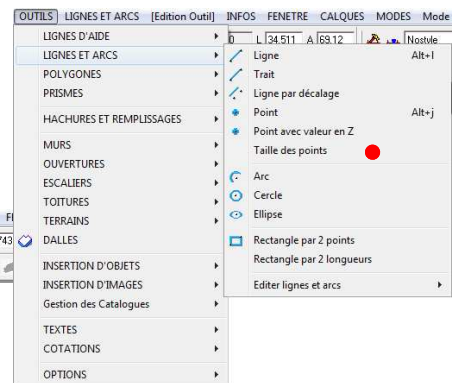 OUTILS LIGNES ET ARCS [Edition Outil] INFOS FENETRE CALQUES MODES Mode
L 34.511 A 69.12 Nostyle
LIGNES D'AIDE
LIGNES ET ARCS
POLYGONES
PRISMES
HACHURES ET REMPLISSAGES
MURS
OUVERTURES
ESCALIERS
TOITURES
TERRAINS
DALLES
INSERTION D'OBJETS
INSERTION D'IMAGES
Gestion des Catalogues
TEXTES
COTATIONS
OPTIONS
Ligne Alt+l
Trait
Ligne par décalage
Point Alt+j
Point avec valeur en Z
Taille des points
Arc
Cercle
Ellipse
Rectangle par 2 points
Rectangle par 2 longueurs
Editer lignes et arcs